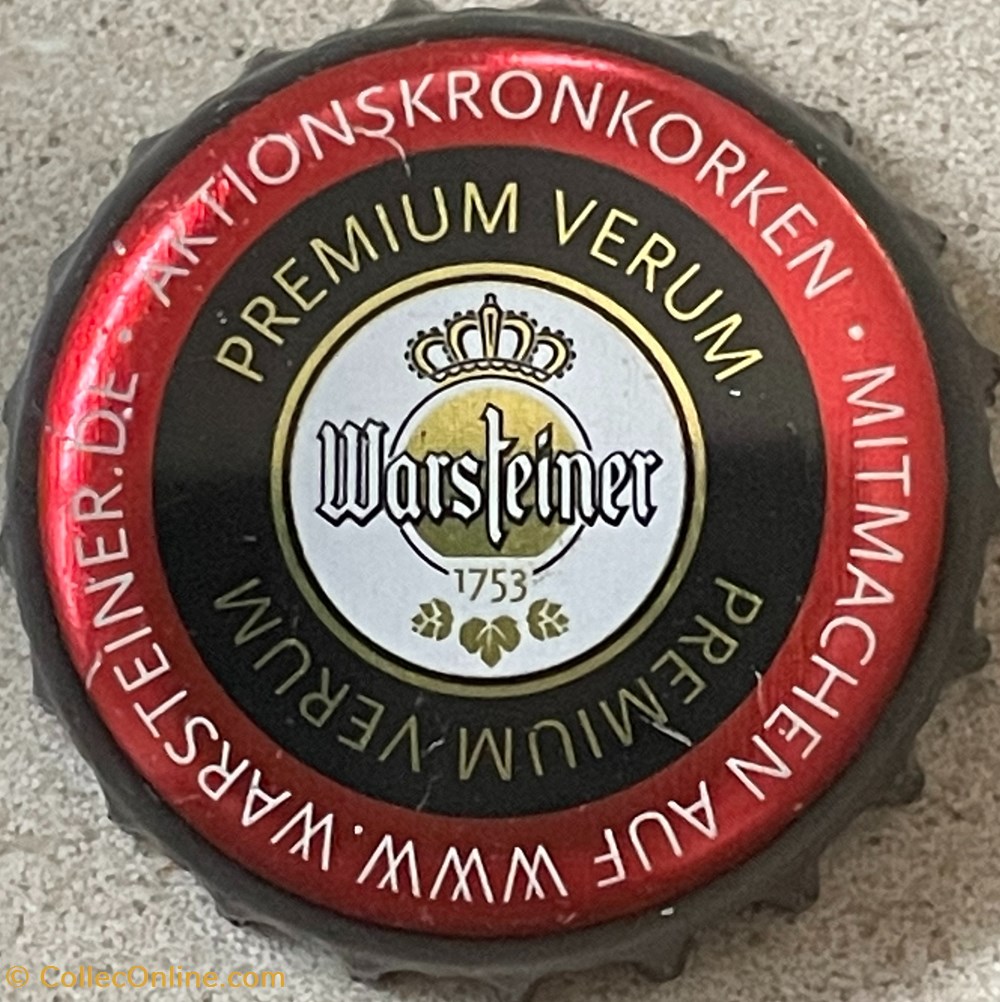 AKTIONSKRONKORKEN · MITMACHEN AUF WWW.WARSTEINER.DE ·
PREMIUM VERUM
PREMIUM VERUM
Warsteiner
1753
© CollecOnline.com